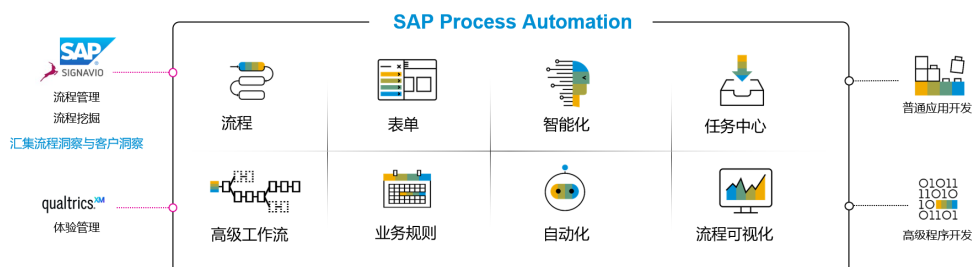 SAP Process Automation
SAP
SIGNAVIO
流程管理
流程挖掘
汇集流程洞察与客户洞察
qualtrics.XM
体验管理
流程
表单
智能化
任务中心
高级工作流
业务规则
自动化
流程可视化
普通应用开发
01011
11010
10
01101
高级程序开发